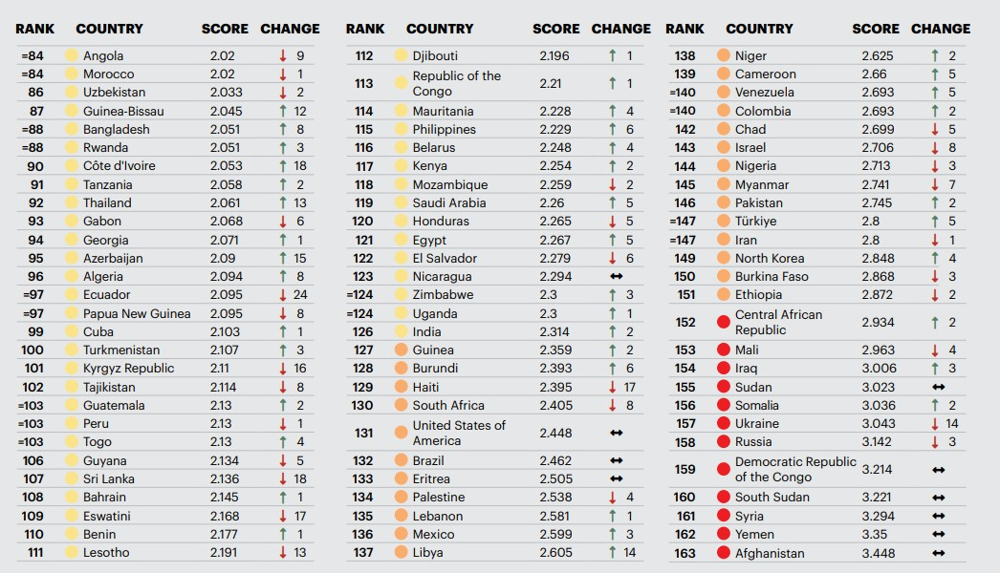 RANK COUNTRY SCORE CHANGE
=84 Angola 2.02 ↓ 9
=84 Morocco 2.02 ↓ 1
86 Uzbekistan 2.033 ↓ 2
87 Guinea-Bissau 2.045 ↑ 12
=88 Bangladesh 2.051 ↑ 8
=88 Rwanda 2.051 ↑ 3
90 Côte d'Ivoire 2.053 ↑ 18
91 Tanzania 2.058 ↑ 2
92 Thailand 2.061 ↑ 13
93 Gabon 2.068 ↓ 6
94 Georgia 2.071 ↑ 1
95 Azerbaijan 2.09 ↑ 15
96 Algeria 2.094 ↑ 8
=97 Ecuador 2.095 ↓ 24
=97 Papua New Guinea 2.095 ↓ 8
99 Cuba 2.103 ↑ 1
100 Turkmenistan 2.107 ↑ 3
101 Kyrgyz Republic 2.11 ↓ 16
102 Tajikistan 2.114 ↓ 8
=103 Guatemala 2.13 ↑ 2
=103 Peru 2.13 ↓ 1
=103 Togo 2.13 ↑ 4
106 Guyana 2.134 ↓ 5
107 Sri Lanka 2.136 ↓ 18
108 Bahrain 2.145 ↑ 1
109 Eswatini 2.168 ↓ 17
110 Benin 2.177 ↑ 1
111 Lesotho 2.191 ↓ 13
RANK COUNTRY SCORE CHANGE
112 Djibouti 2.196 ↑ 1
113 Republic of the
Congo 2.21 ↑ 1
114 Mauritania 2.228 ↑ 4
115 Philippines 2.229 ↑ 6
116 Belarus 2.248 ↑ 4
117 Kenya 2.254 ↑ 2
118 Mozambique 2.259 ↓ 2
119 Saudi Arabia 2.26 ↑ 5
120 Honduras 2.265 ↓ 5
121 Egypt 2.267 ↑ 5
122 El Salvador 2.279 ↓ 6
123 Nicaragua 2.294 ↔
=124 Zimbabwe 2.3 ↑ 3
=124 Uganda 2.3 ↑ 1
126 India 2.314 ↑ 2
127 Guinea 2.359 ↑ 2
128 Burundi 2.393 ↑ 6
129 Haiti 2.395 ↓ 17
130 South Africa 2.405 ↓ 8
131 United States of
America 2.448 ↔
132 Brazil 2.462 ↔
133 Eritrea 2.505 ↔
134 Palestine 2.538 ↓ 4
135 Lebanon 2.581 ↑ 1
136 Mexico 2.599 ↑ 3
137 Libya 2.605 ↑ 14
RANK COUNTRY SCORE CHANGE
138 Niger 2.625 ↑ 2
139 Cameroon 2.66 ↑ 5
=140 Venezuela 2.693 ↑ 5
=140 Colombia 2.693 ↑ 2
142 Chad 2.699 ↓ 5
143 Israel 2.706 ↓ 8
144 Nigeria 2.713 ↓ 3
145 Myanmar 2.741 ↓ 7
146 Pakistan 2.745 ↑ 2
=147 Türkiye 2.8 ↑ 5
=147 Iran 2.8 ↓ 1
149 North Korea 2.848 ↑ 4
150 Burkina Faso 2.868 ↓ 3
151 Ethiopia 2.872 ↓ 2
152 Central African
Republic 2.934 ↑ 2
153 Mali 2.963 ↓ 4
154 Iraq 3.006 ↑ 3
155 Sudan 3.023 ↔
156 Somalia 3.036 ↑ 2
157 Ukraine 3.043 ↓ 14
158 Russia 3.142 ↓ 3
159 Democratic Republic
of the Congo 3.214 ↔
160 South Sudan 3.221 ↔
161 Syria 3.294 ↔
162 Yemen 3.35 ↔
163 Afghanistan 3.448 ↔